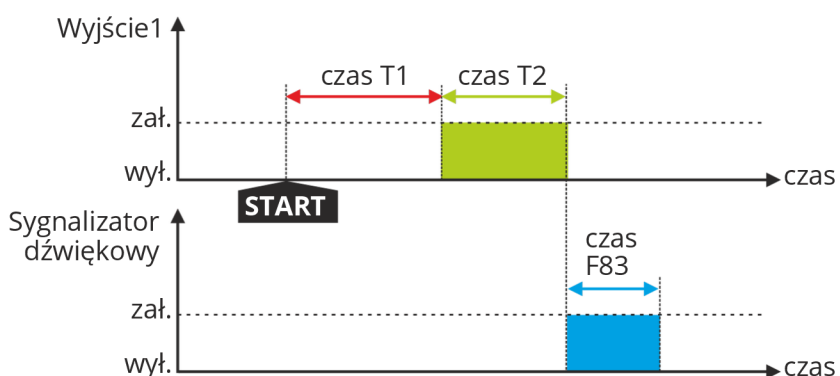 Wyjście1
czas T1
czas T2
zał.
wył.
czas
START
Sygnalizator
dźwiękowy
czas
F83
zał.
wył.
czas